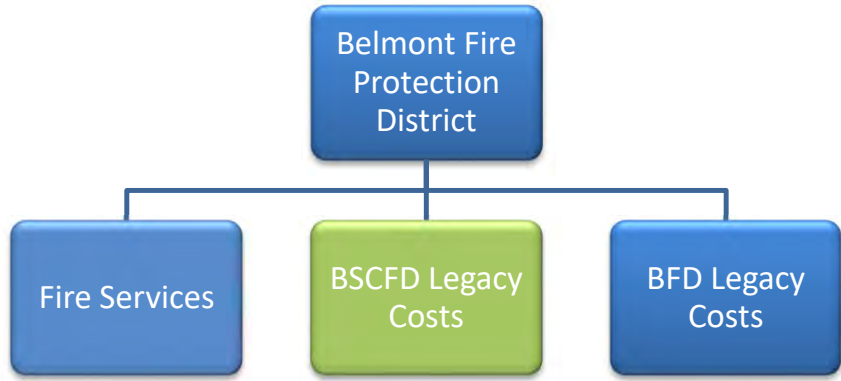 Belmont Fire
Protection
District
Fire Services
BSCFD Legacy
Costs
BFD Legacy
Costs